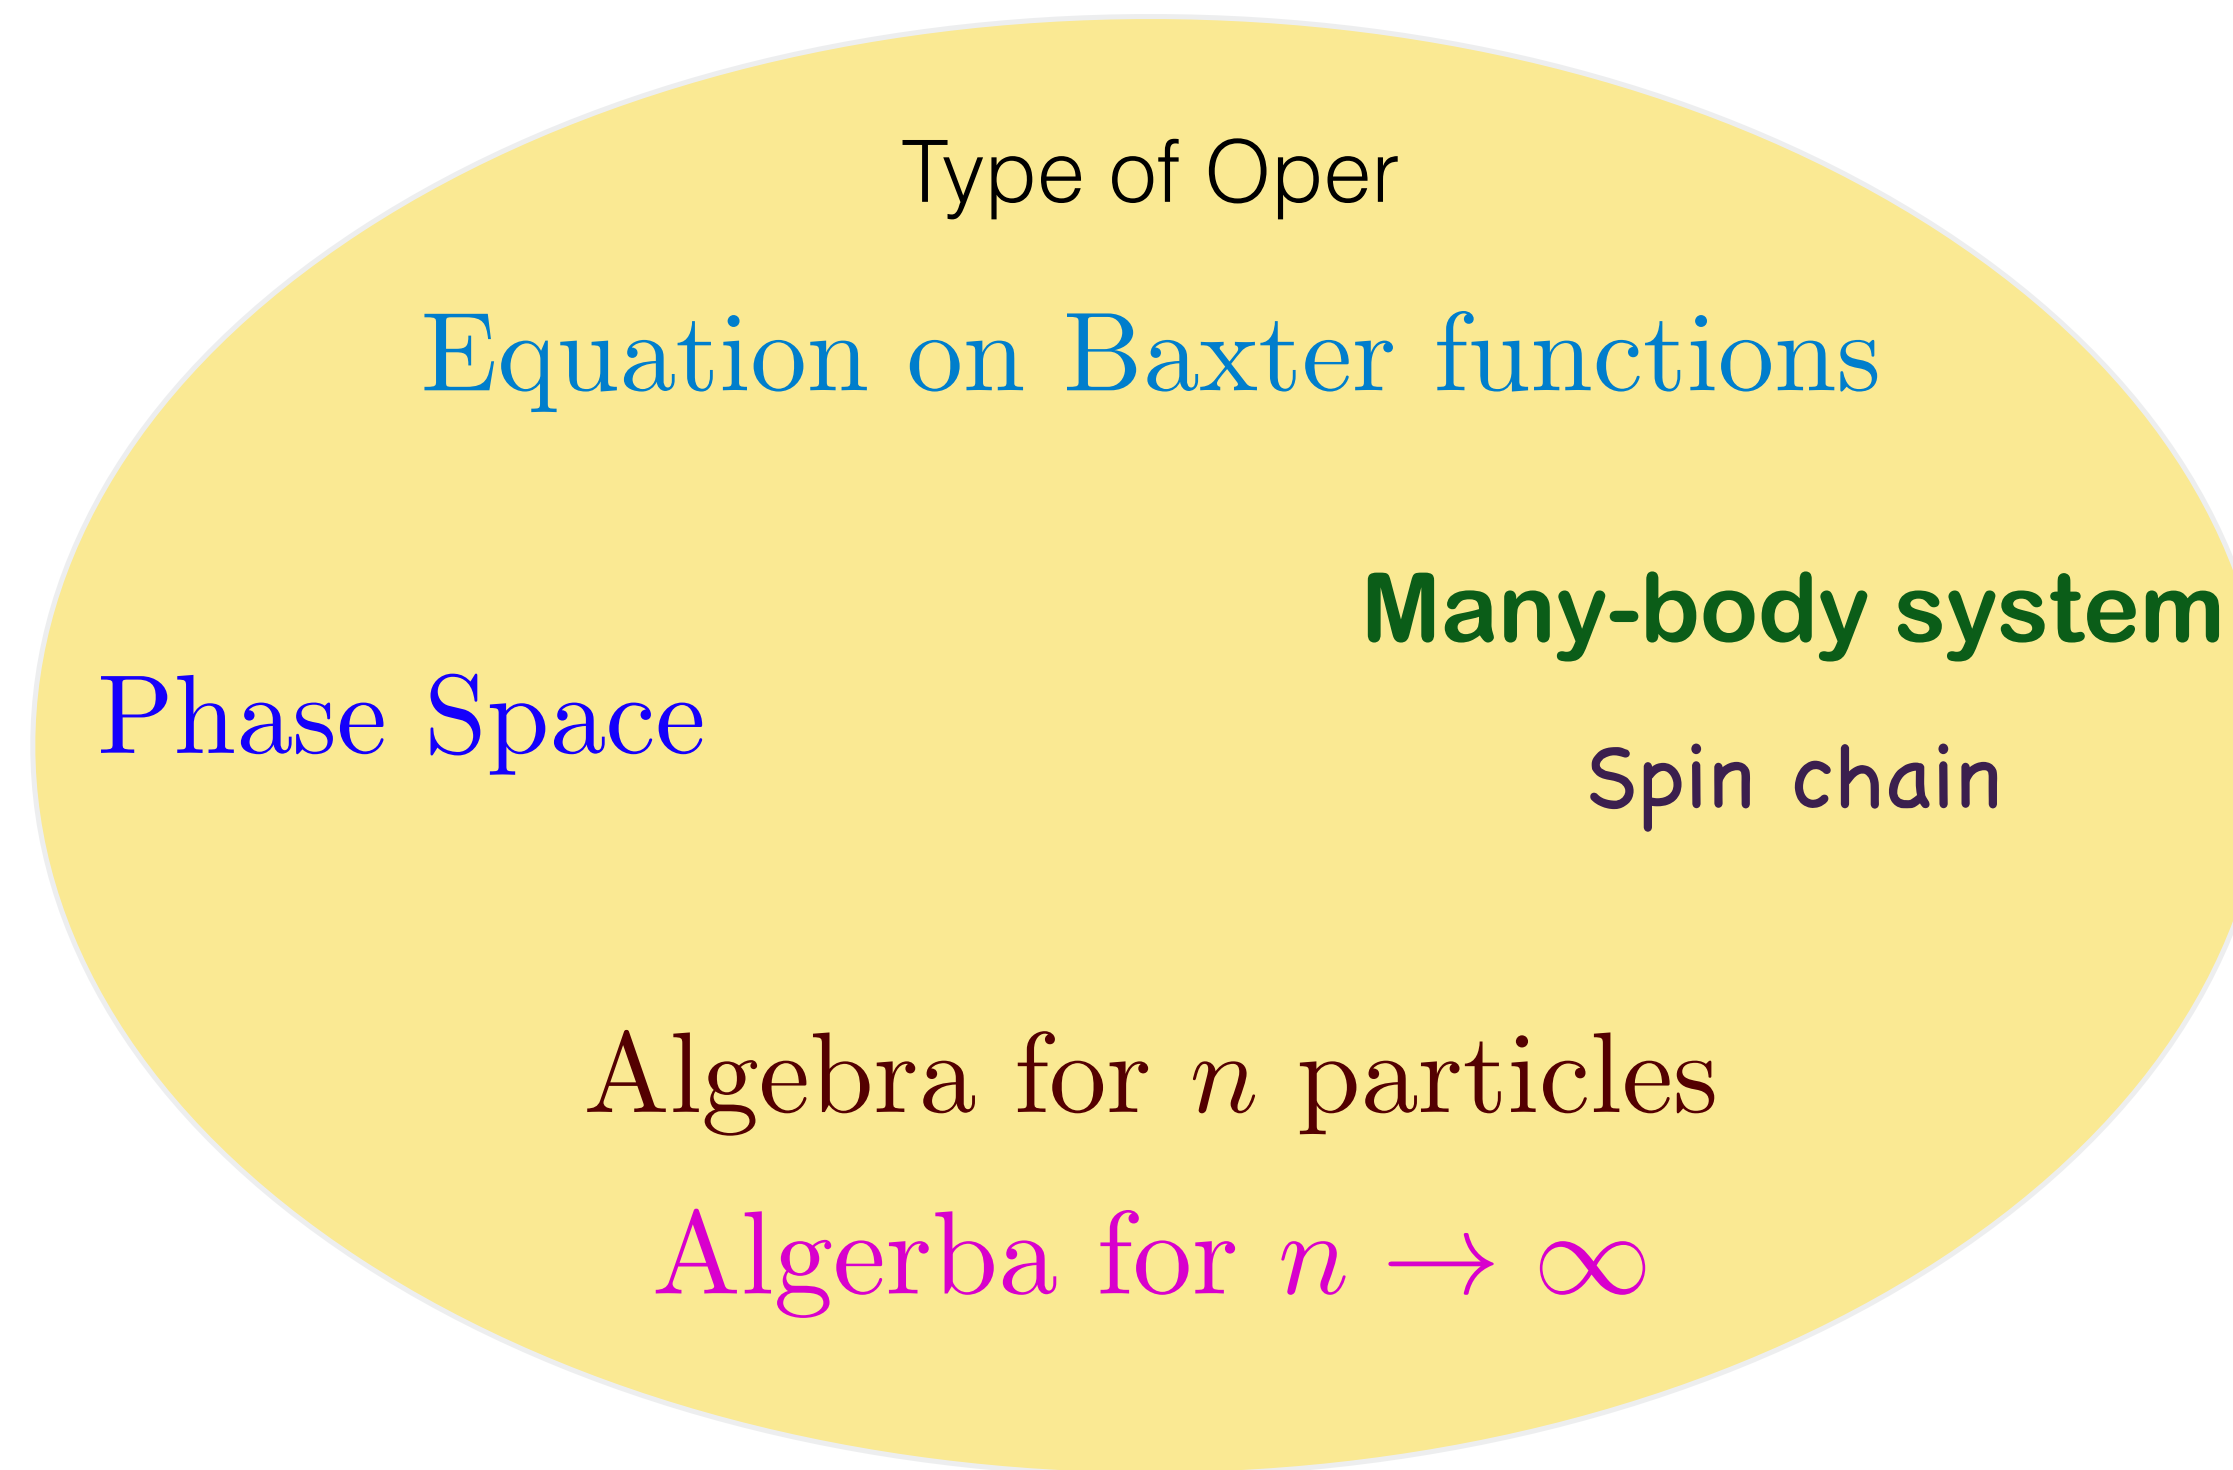 Type of Oper
Equation on Baxter functions
Many-body system
Phase Space
Spin chain
Algebra for n particles
Algerba for n → ∞